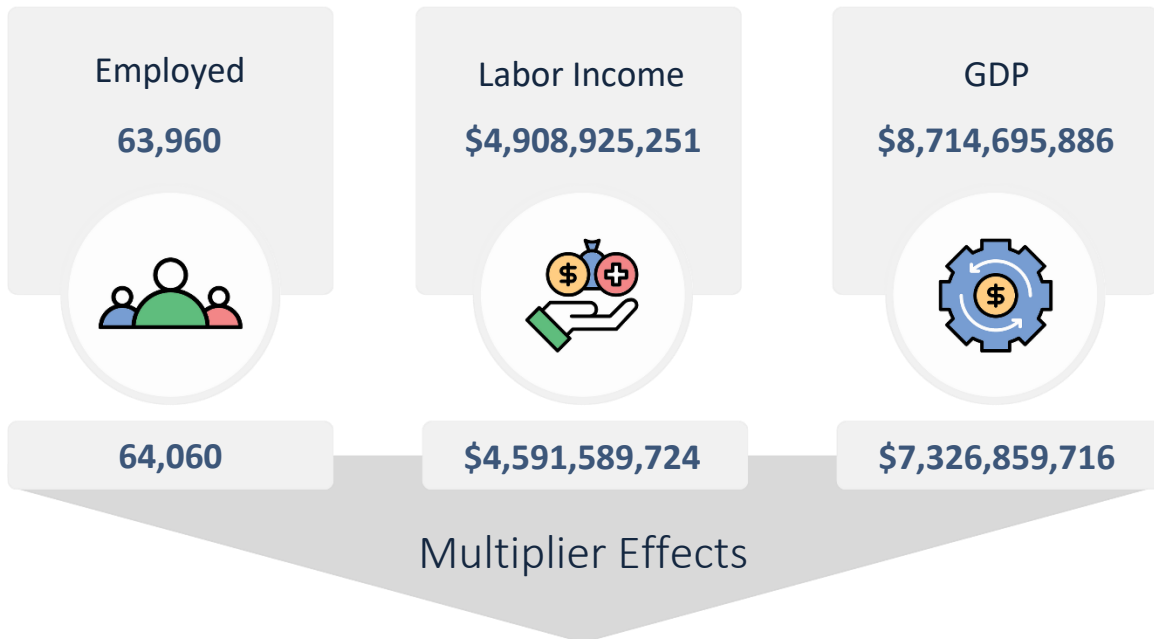 Employed
63,960
Labor Income
$4,908,925,251
GDP
$8,714,695,886
$
$
$
64,060
$4,591,589,724
$7,326,859,716
Multiplier Effects